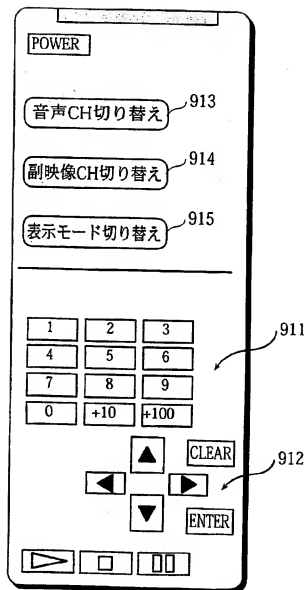 POWER
音声CH切り替え
913
副映像CH切り替え
914
表示モード切り替え
915
1 2 3
4 5 6
7 8 9
0 +10 +100
911
CLEAR
912
ENTER